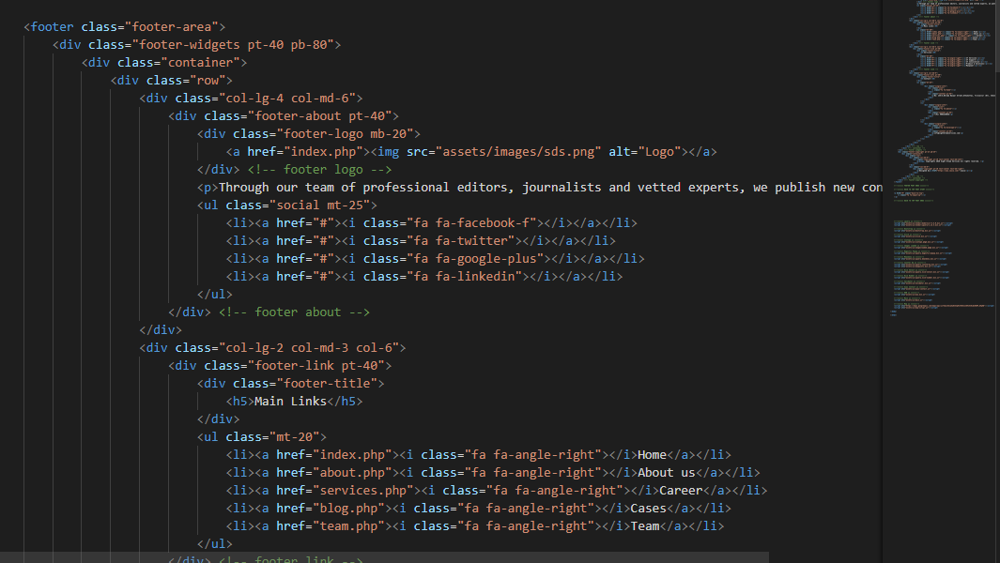 <footer class="footer-area">
<div class="footer-widgets pt-40 pb-80">
<div class="container">
<div class="row">
<div class="col-lg-4 col-md-6">
<div class="footer-about pt-40">
<div class="footer-logo mb-20">
<a href="index.php"><img src="assets/images/sds.png" alt="Logo"></a>
</div> <!-- footer logo -->
<p>Through our team of professional editors, journalists and vetted experts, we publish new con
<ul class="social mt-25">
<li><a href="#"><i class="fa fa-facebook-f"></i></a></li>
<li><a href="#"><i class="fa fa-twitter"></i></a></li>
<li><a href="#"><i class="fa fa-google-plus"></i></a></li>
<li><a href="#"><i class="fa fa-linkedin"></i></a></li>
</ul>
</div> <!-- footer about -->
</div>
<div class="col-lg-2 col-md-3 col-6">
<div class="footer-link pt-40">
<div class="footer-title">
<h5>Main Links</h5>
</div>
<ul class="mt-20">
<li><a href="index.php"><i class="fa fa-angle-right"></i>Home</a></li>
<li><a href="about.php"><i class="fa fa-angle-right"></i>About us</a></li>
<li><a href="services.php"><i class="fa fa-angle-right"></i>Career</a></li>
<li><a href="blog.php"><i class="fa fa-angle-right"></i>Cases</a></li>
<li><a href="team.php"><i class="fa fa-angle-right"></i>Team</a></li>
</ul>
</div> <!-- footer link -->